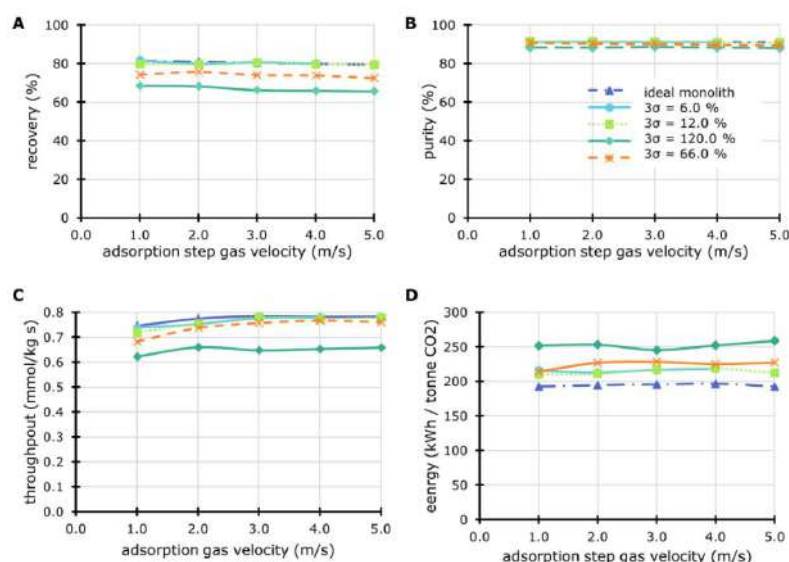 A
100
80
60
40
20
0
recovery (%)
0.0 1.0 2.0 3.0 4.0 5.0
adsorption step gas velocity (m/s)
B
100
80
60
40
20
0
purity (%)
ideal monolith
3σ = 6.0 %
3σ = 12.0 %
3σ = 120.0 %
3σ = 66.0 %
0.0 1.0 2.0 3.0 4.0 5.0
adsorption step gas velocity (m/s)
C
0.8
0.7
0.6
0.5
0.4
0.3
0.2
0.1
0.0
throughpout (mmol/kg s)
0.0 1.0 2.0 3.0 4.0 5.0
adsorption gas velocity (m/s)
D
300
250
200
150
100
50
0
eenrgy (kWh / tonne CO2)
0.0 1.0 2.0 3.0 4.0 5.0
adsorption step gas velocity (m/s)